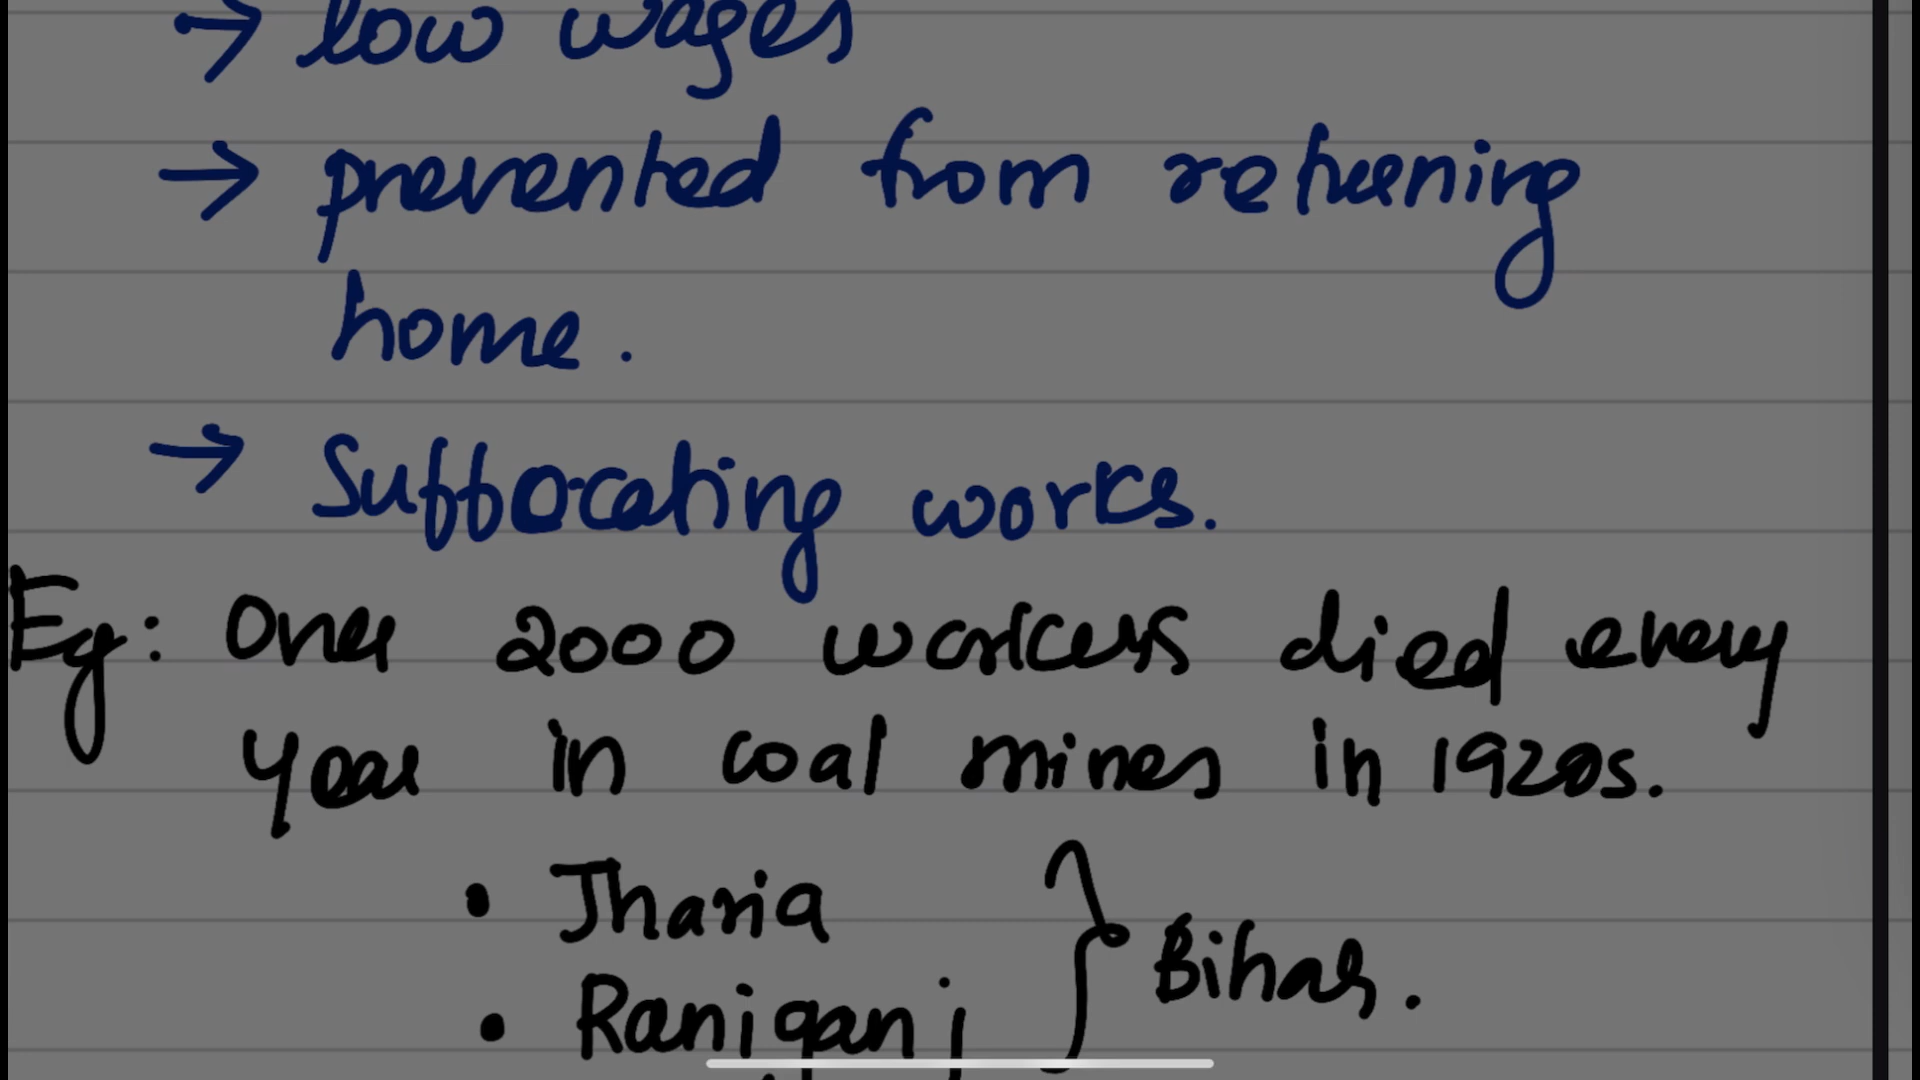 → low wages
→ prevented from returning
home.
→ Suffocating works.
Eg: Over 2000 workers died every
year in coal mines in 1920s.
• Jharia
• Raniganj } Bihar.